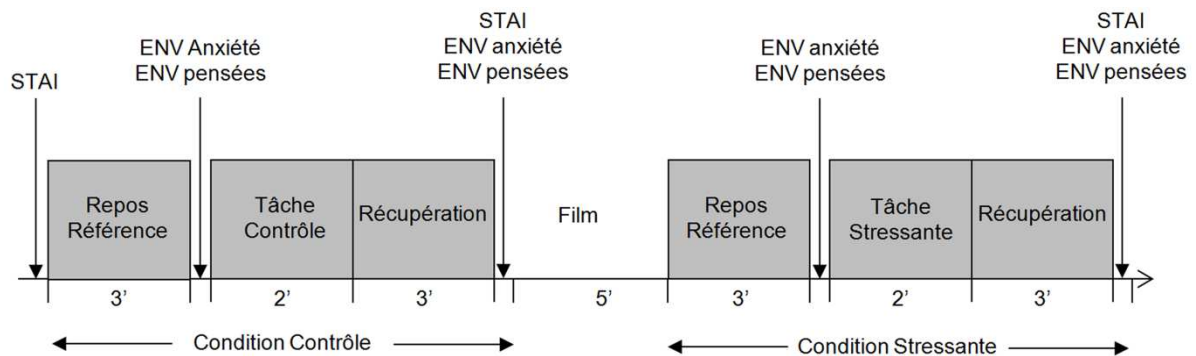 STAI
ENV Anxiété
ENV pensées
STAI
ENV anxiété
ENV pensées
ENV anxiété
ENV pensées
STAI
ENV anxiété
ENV pensées
Repos
Référence
Tâche
Contrôle
Récupération
Film
Repos
Référence
Tâche
Stressante
Récupération
3’
2’
3’
5’
3’
2’
3’
Condition Contrôle
Condition Stressante